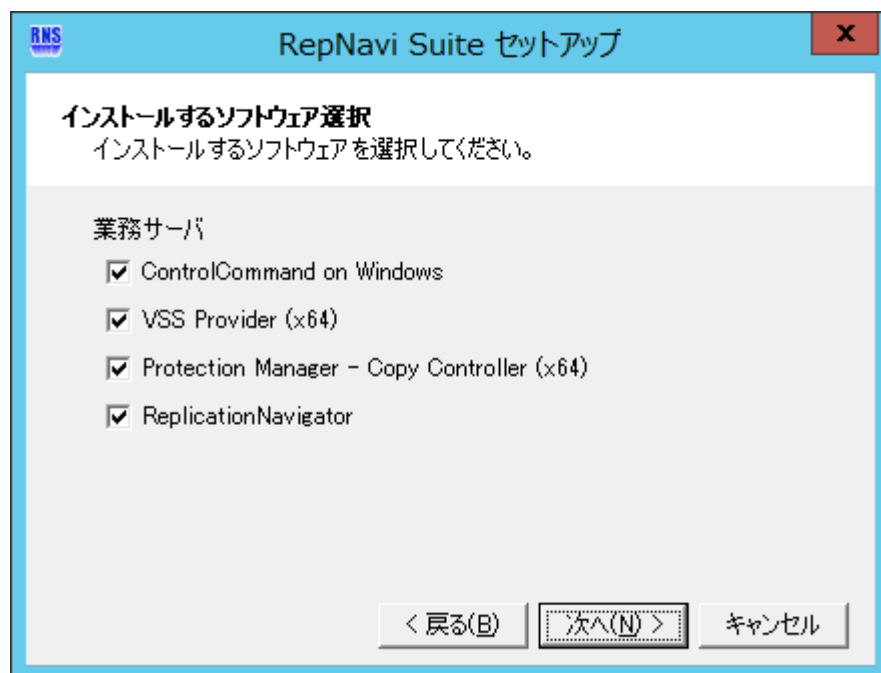 RNS
RepNavi Suite セットアップ
x
インストールするソフトウェア選択
インストールするソフトウェアを選択してください。
業務サーバ
ControlCommand on Windows
VSS Provider (x64)
Protection Manager - Copy Controller (x64)
ReplicationNavigator
< 戻る(B) 次へ(N) > キャンセル